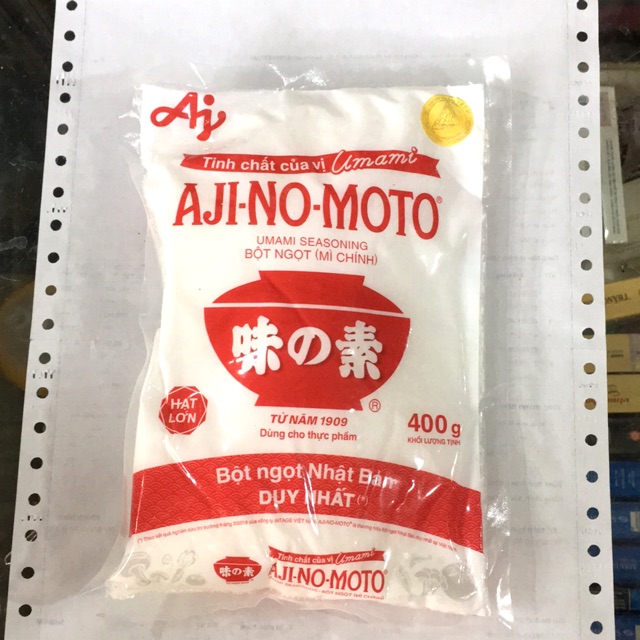 Aj
Tinh chất của vị Umami
AJI-NO-MOTO®
UMAMI SEASONING
BỘT NGỌT (MÌ CHÍNH)
味の素
®
HẠT
LỚN
TỪ NĂM 1909
Dùng cho thực phẩm
400 g
KHỐI LƯỢNG TỊNH
Bột ngọt Nhật Bản
DUY NHẤT(*)
Tinh chất của vị Umami
味の素
AJI-NO-MOTO®